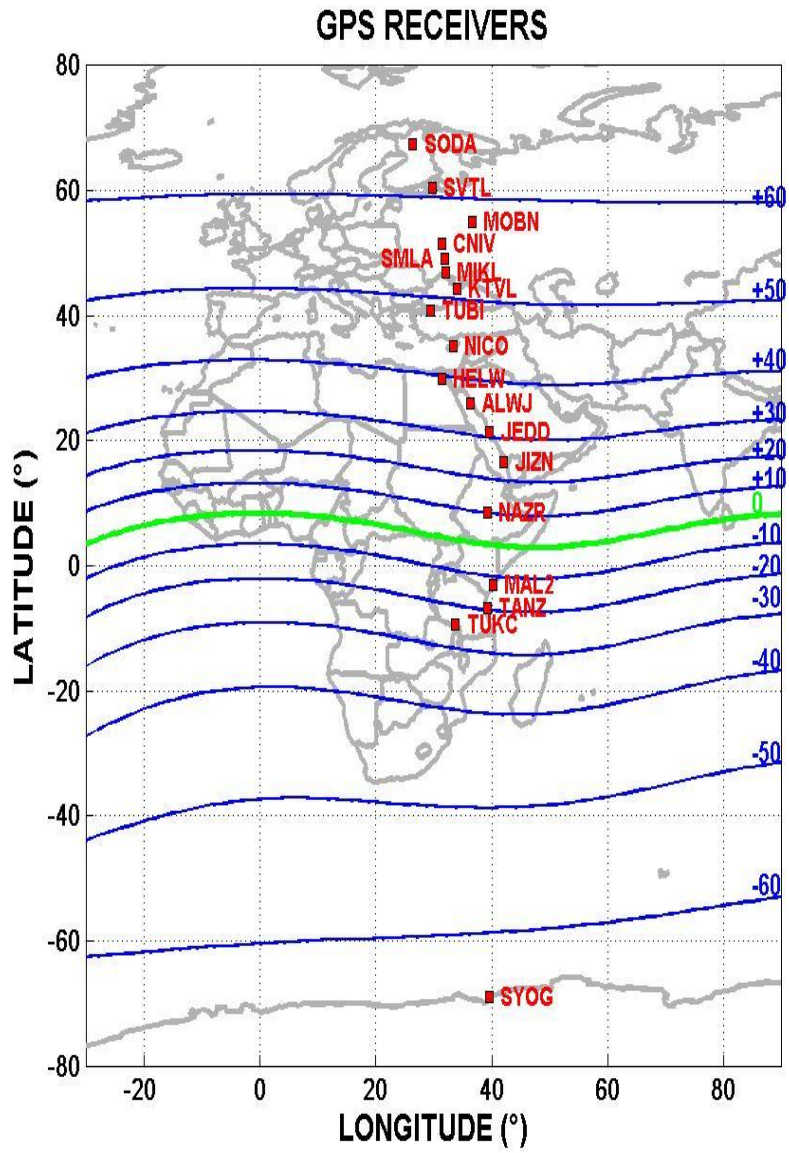 GPS RECEIVERS
80
SODA
60
SVTL
+60
MOBN
CNIV
SMLA
MIKL
KTVL
+50
40
TUBI
NICO
+40
HELW
ALWJ
+30
20
JEDD
+20
JIZN
+10
NAZR
0
-10
0
MAL2
-20
TANZ
-30
TUKC
-40
-20
-50
-40
-60
-60
SYOG
-80
LATITUDE (°)
-20 0 20 40 60 80
LONGITUDE (°)